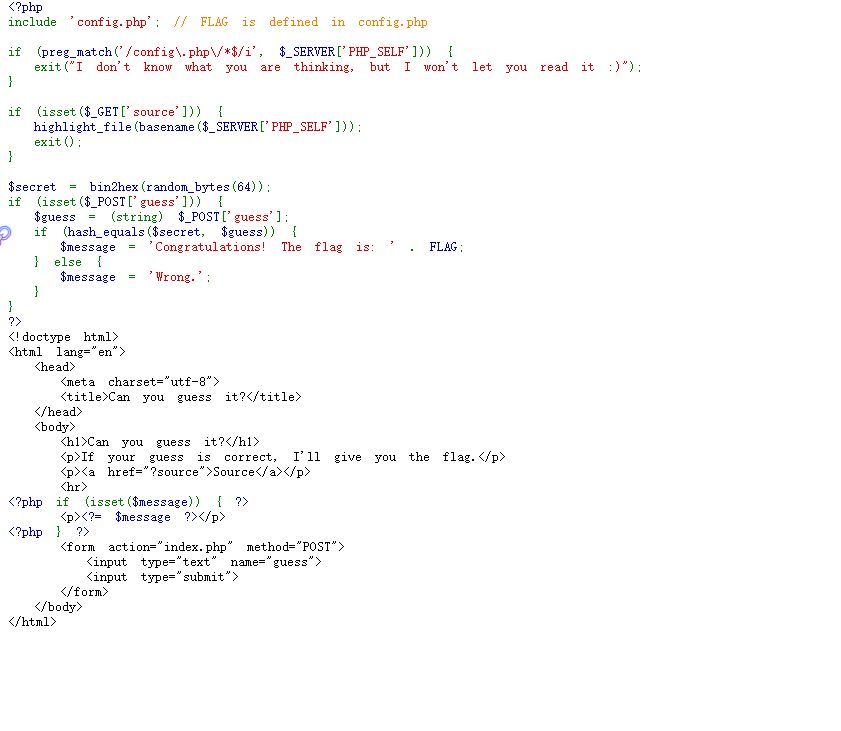 <?php
include 'config.php'; // FLAG is defined in config.php
if (preg_match('/config\.php\/*$/i', $_SERVER['PHP_SELF'])) {
exit("I don't know what you are thinking, but I won't let you read it :)");
}
if (isset($_GET['source'])) {
highlight_file(basename($_SERVER['PHP_SELF']));
exit();
}
$secret = bin2hex(random_bytes(64));
if (isset($_POST['guess'])) {
$guess = (string) $_POST['guess'];
if (hash_equals($secret, $guess)) {
$message = 'Congratulations! The flag is: ' . FLAG;
} else {
$message = 'Wrong.';
}
}
?>
<!doctype html>
<html lang="en">
<head>
<meta charset="utf-8">
<title>Can you guess it?</title>
</head>
<body>
<h1>Can you guess it?</h1>
<p>If your guess is correct, I'll give you the flag.</p>
<p><a href="?source">Source</a></p>
<hr>
<?php if (isset($message)) { ?>
<p><?= $message ?></p>
<?php } ?>
<form action="index.php" method="POST">
<input type="text" name="guess">
<input type="submit">
</form>
</body>
</html>